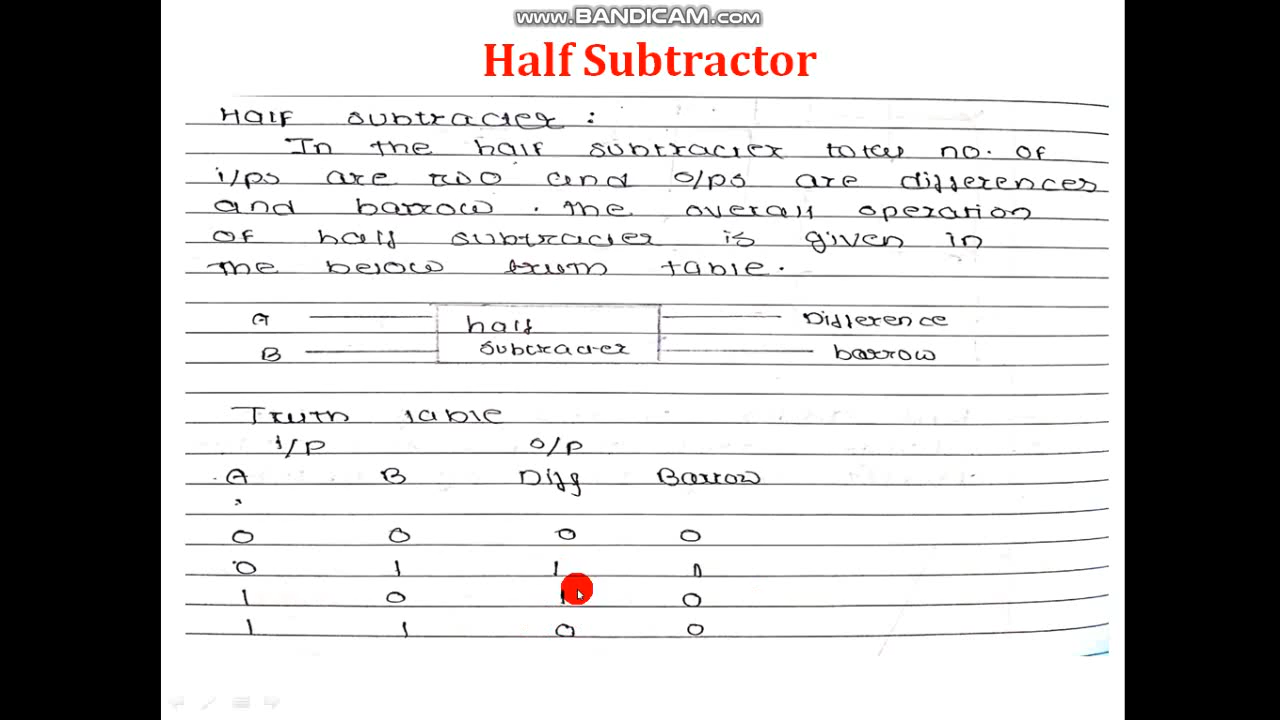 www.BANDICAM.com
Half Subtractor
Half subtracter :
In the half subtracter total no. of
i/ps are two and o/ps are differences
and barrow. the overall operation
of half subtracter is given in
the below truth table.
A half Difference
B subtracter barrow
Truth table
i/p o/p
A B Diff Barrow
0 0 0 0
0 1 1 1
1 0 1 0
1 1 0 0